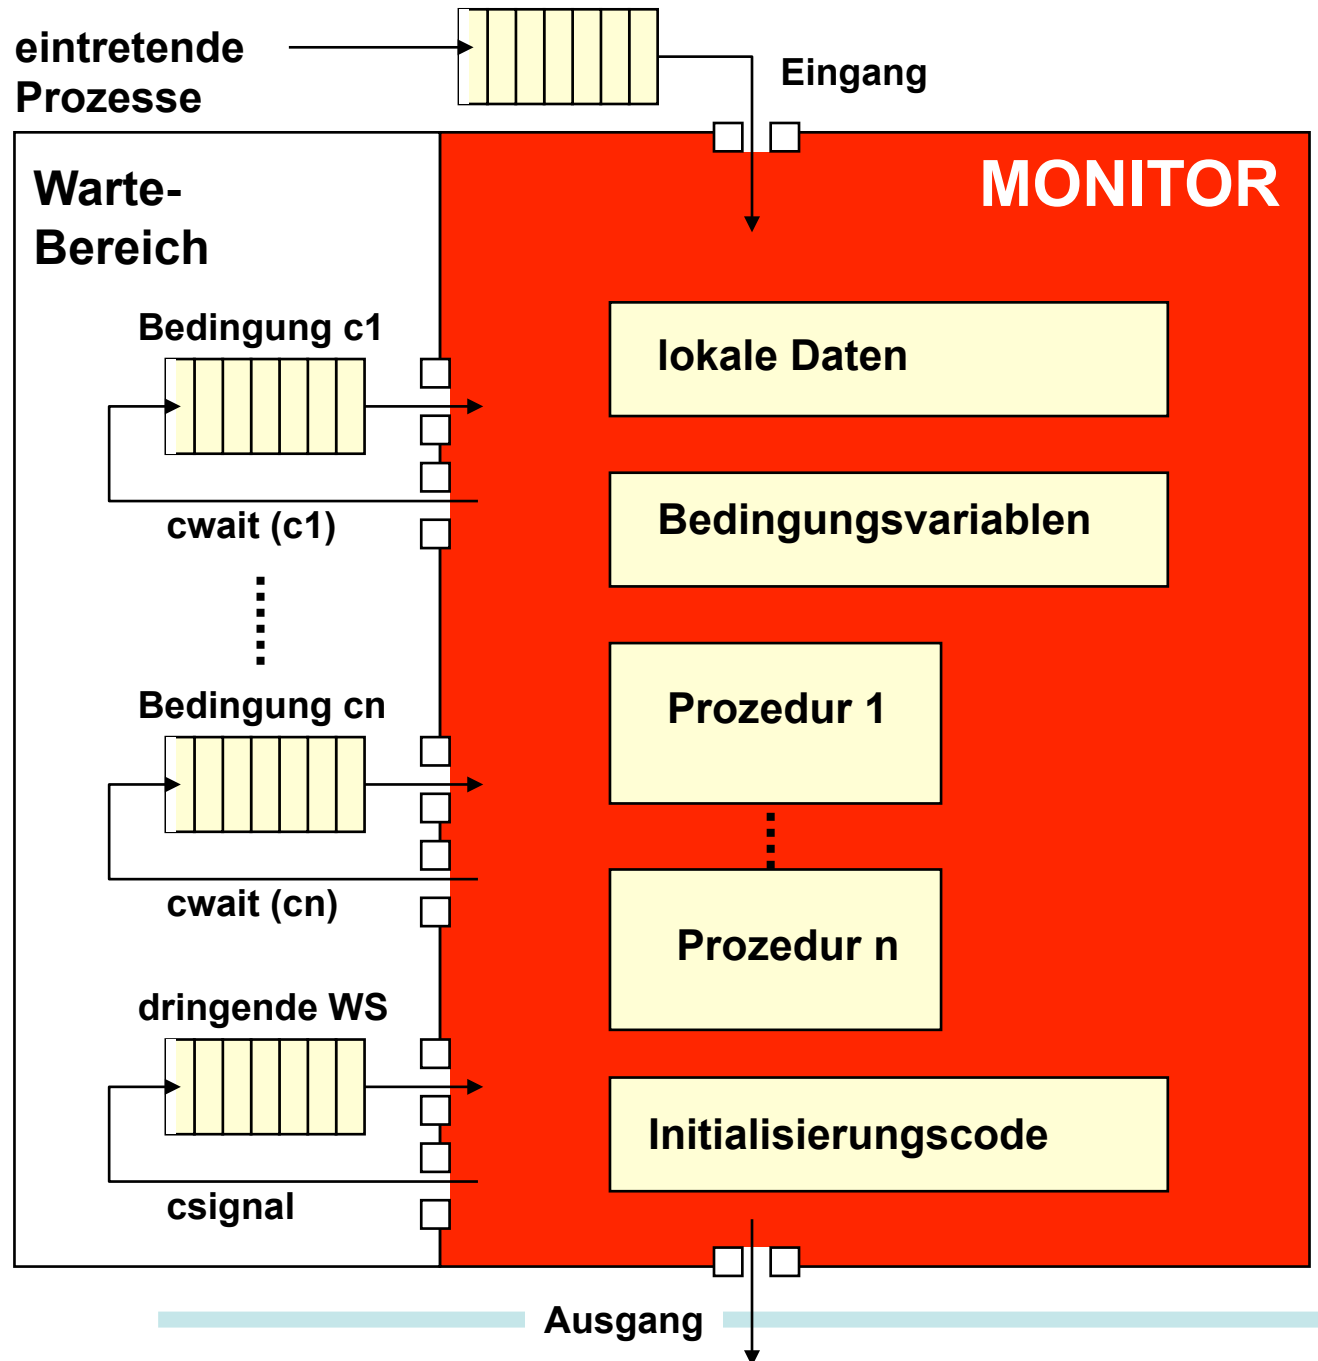 eintretende
Prozesse
Eingang
MONITOR
Warte-
Bereich
Bedingung c1
lokale Daten
cwait (c1)
Bedingungsvariablen
Bedingung cn
Prozedur 1
cwait (cn)
Prozedur n
dringende WS
Initialisierungscode
csignal
Ausgang